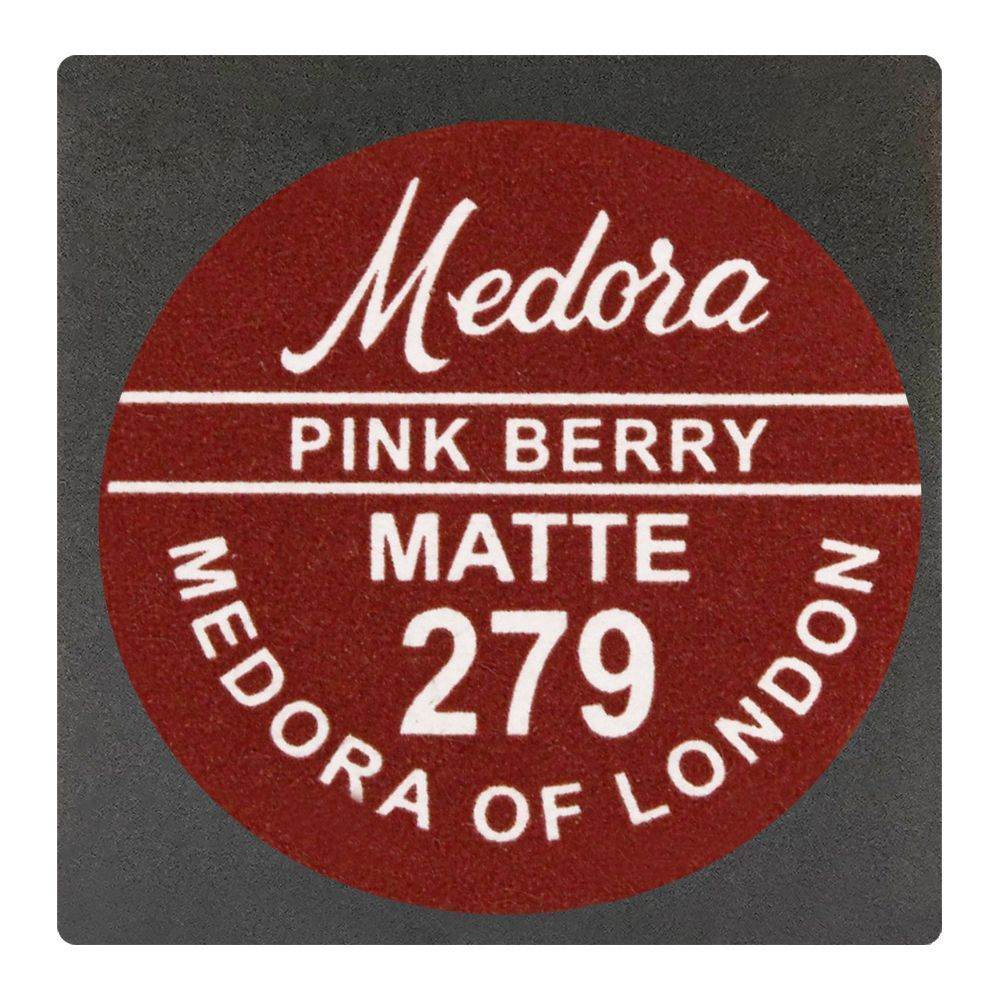 Medora
PINK BERRY
MATTE
279
MEDORA OF LONDON